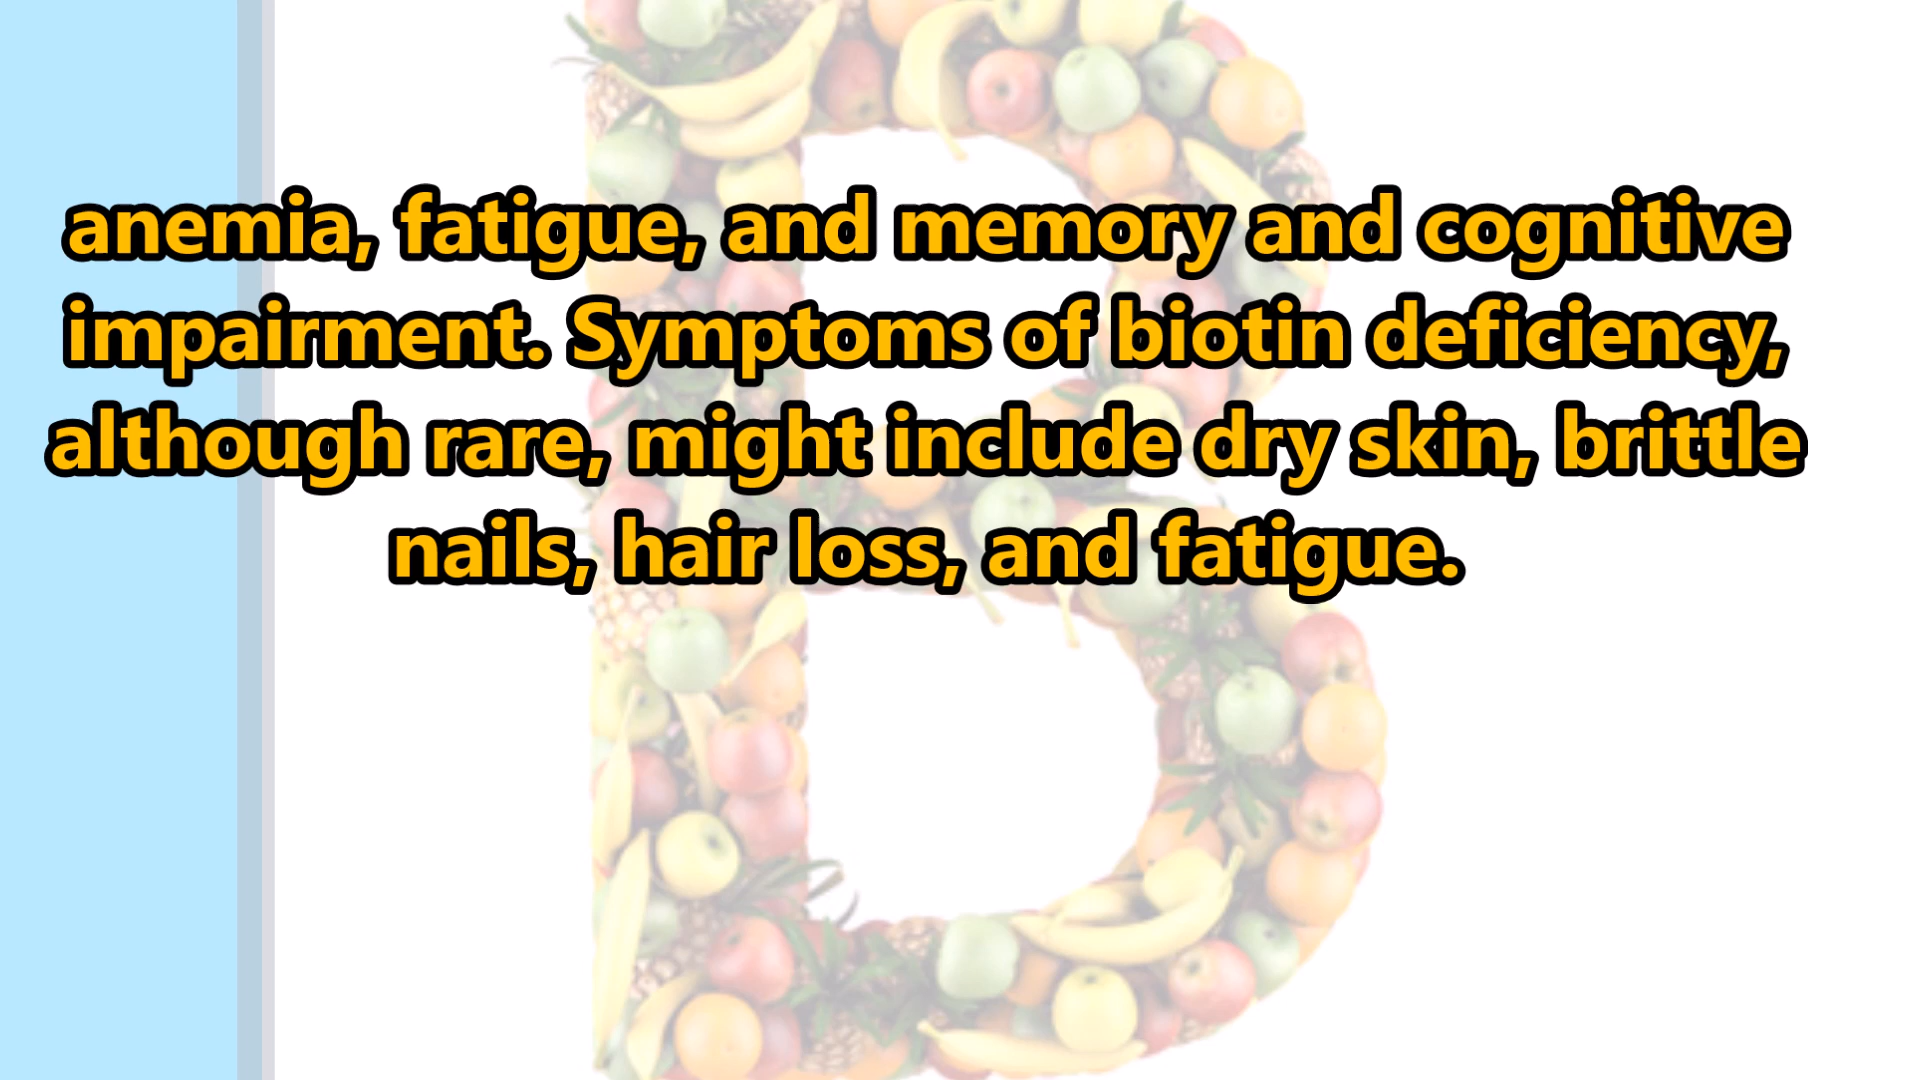 anemia, fatigue, and memory and cognitive
impairment. Symptoms of biotin deficiency,
although rare, might include dry skin, brittle
nails, hair loss, and fatigue.